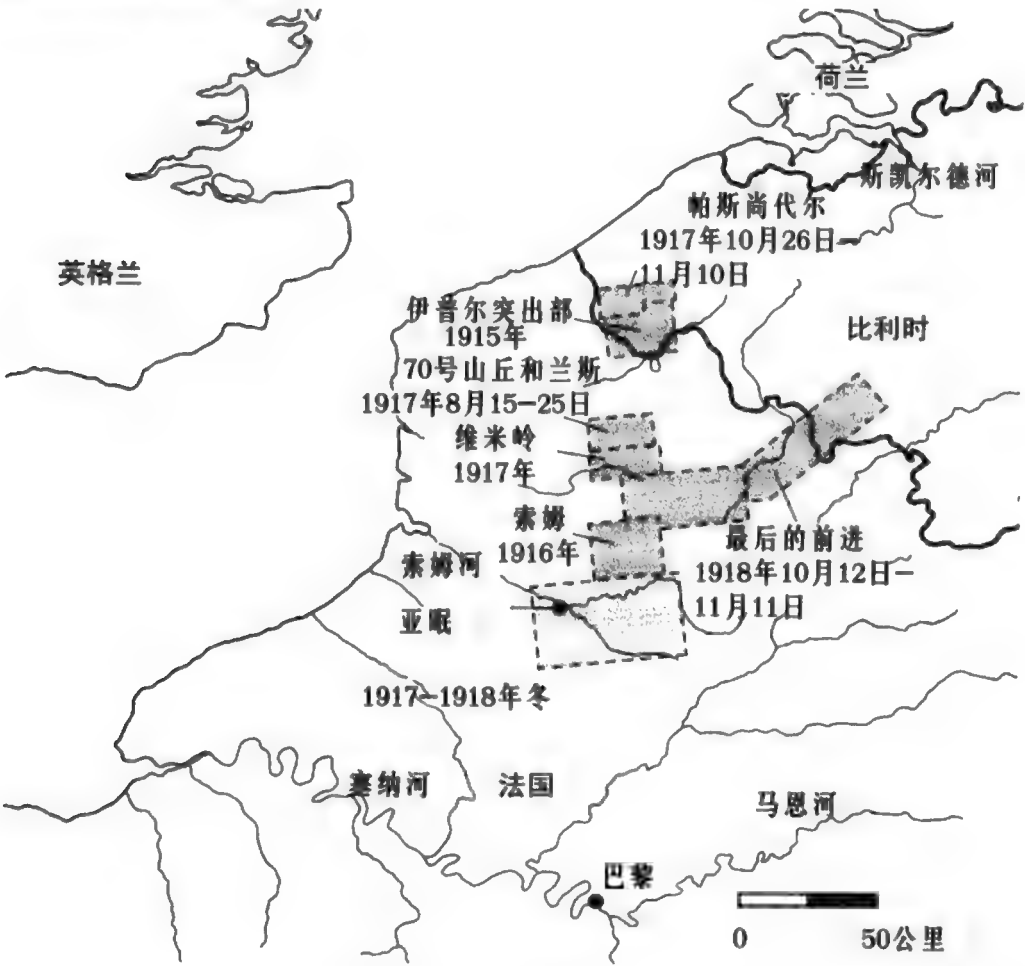 荷兰
斯凯尔德河
帕斯尚代尔
1917年10月26日—
11月10日
英格兰
伊普尔突出部
1915年
比利时
70号山丘和兰斯
1917年8月15-25日
维米岭
1917年
索姆
1916年
最后的前进
1918年10月12日—
11月11日
索姆河
亚眠
1917-1918年冬
塞纳河
法国
马恩河
巴黎
0
50公里